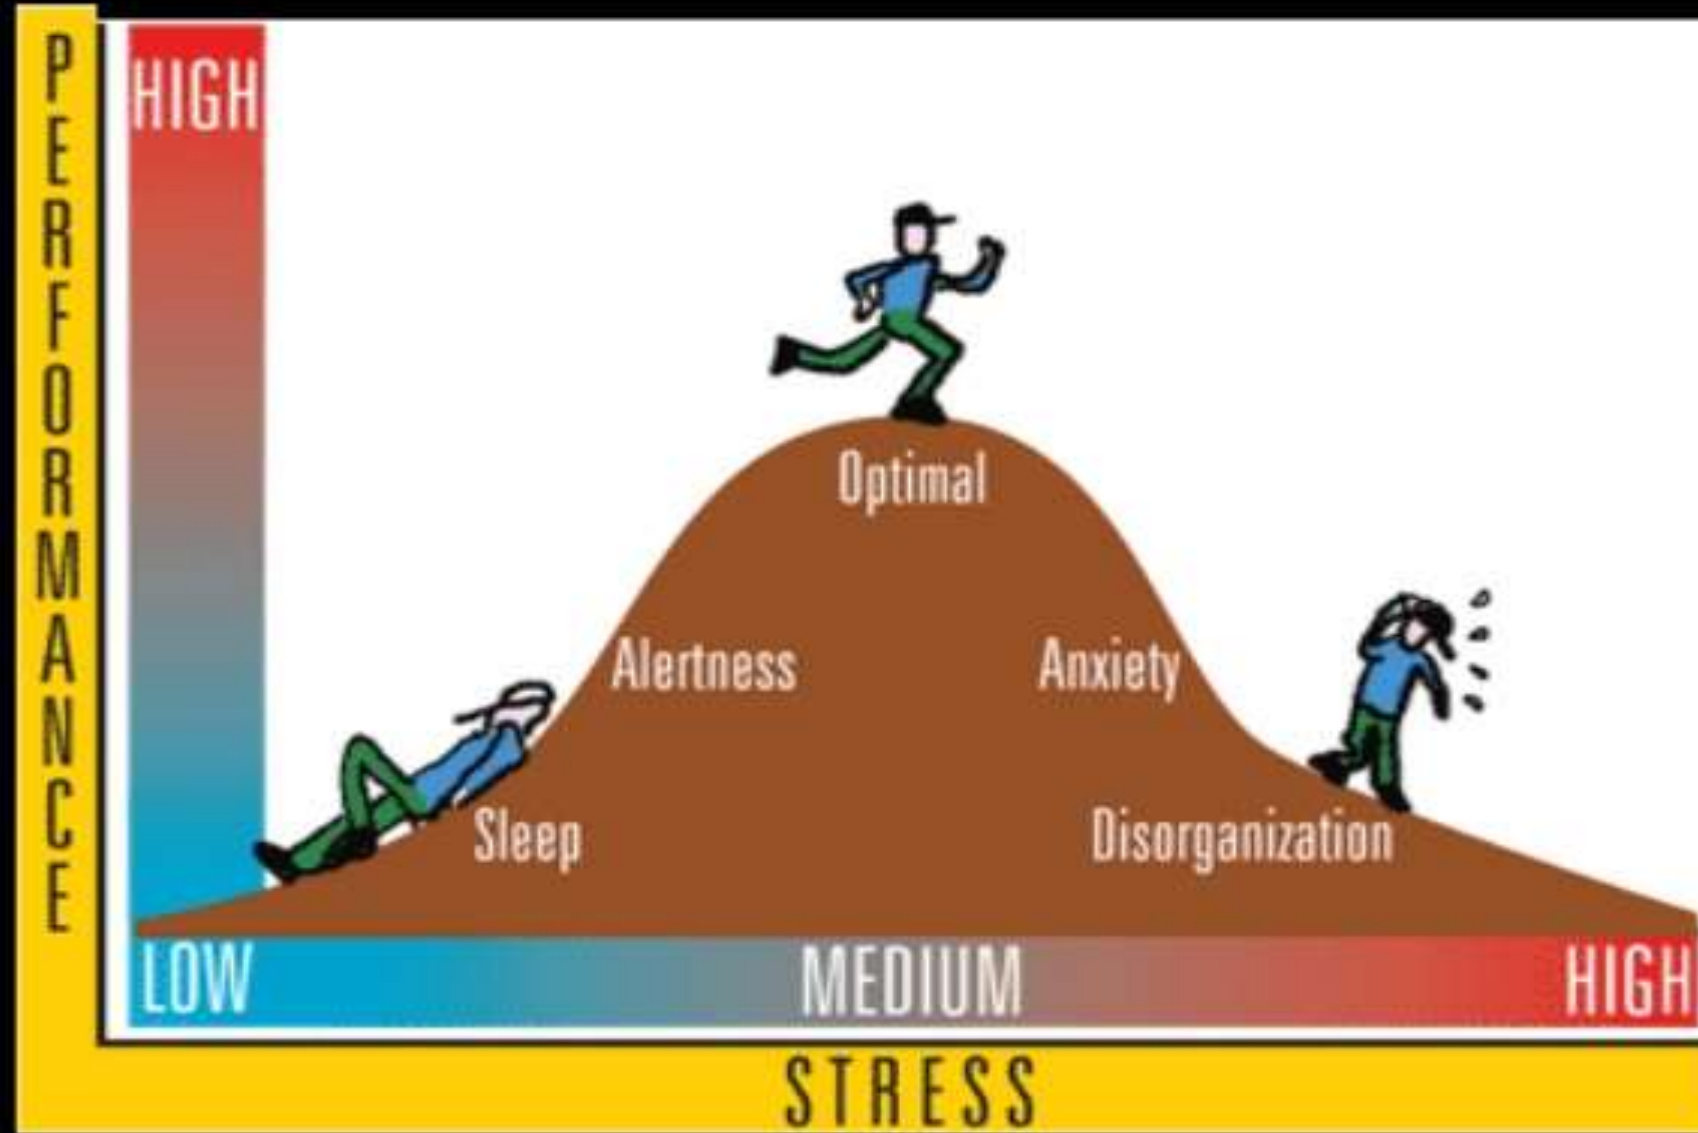 PERFORMANCE
HIGH
Optimal
Alertness
Anxiety
Sleep
Disorganization
LOW
MEDIUM
HIGH
STRESS